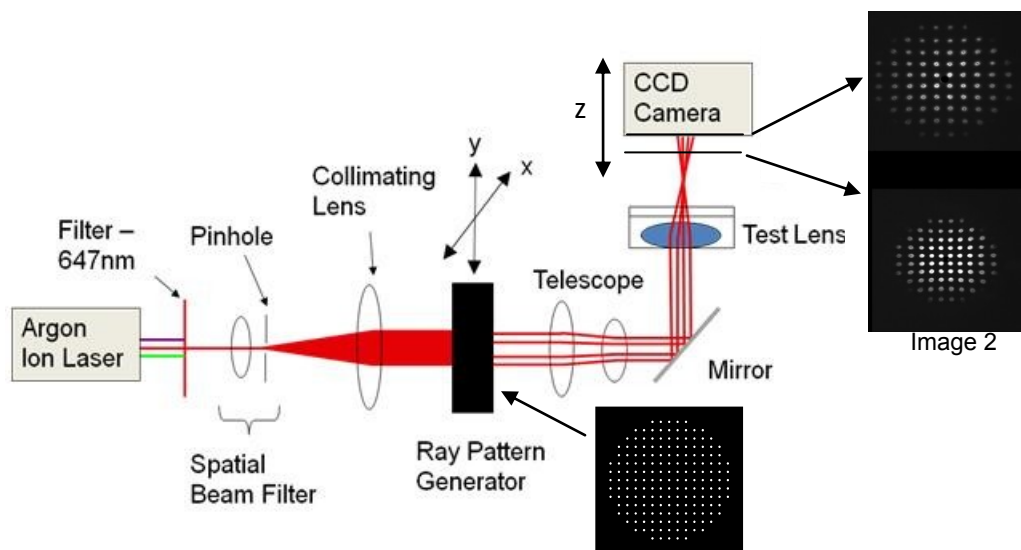 CCD
Camera
z
y
x
Collimating
Lens
Filter –
647nm
Pinhole
Test Lens
Telescope
Argon
Ion Laser
Mirror
Image 2
Spatial
Beam Filter
Ray Pattern
Generator